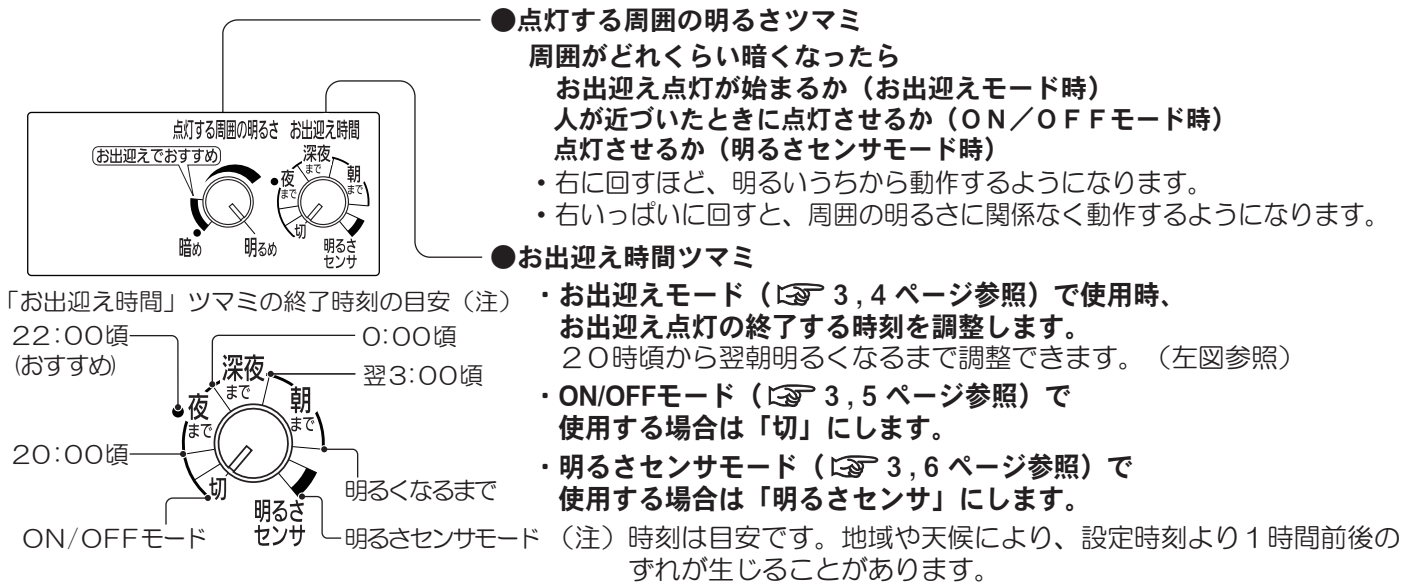 ●点灯する周囲の明るさツマミ
周囲がどれくらい暗くなったら
お出迎え点灯が始まるか（お出迎えモード時）
人が近づいたときに点灯させるか（ＯＮ／ＯＦＦモード時）
点灯させるか（明るさセンサモード時）
・右に回すほど、明るいうちから動作するようになります。
・右いっぱいに回すと、周囲の明るさに関係なく動作するようになります。
点灯する周囲の明るさ お出迎え時間
お出迎えでおすすめ
暗め
明るめ
切
夜
まで
深夜
まで
朝
まで
明るさ
センサ
●お出迎え時間ツマミ
・お出迎えモード（☞ 3 , 4 ページ参照）で使用時、
お出迎え点灯の終了する時刻を調整します。
２０時頃から翌朝明るくなるまで調整できます。（左図参照）
・ON/OFFモード（☞ 3 , 5 ページ参照）で
使用する場合は「切」にします。
・明るさセンサモード（☞ 3 , 6 ページ参照）で
使用する場合は「明るさセンサ」にします。
（注）時刻は目安です。地域や天候により、設定時刻より１時間前後の
ずれが生じることがあります。
「お出迎え時間」ツマミの終了時刻の目安（注）
22:00頃
(おすすめ)
0:00頃
翌3:00頃
20:00頃
明るくなるまで
ON/OFFモード
明るさセンサモード
切
夜
まで
深夜
まで
朝
まで
明るさ
センサ